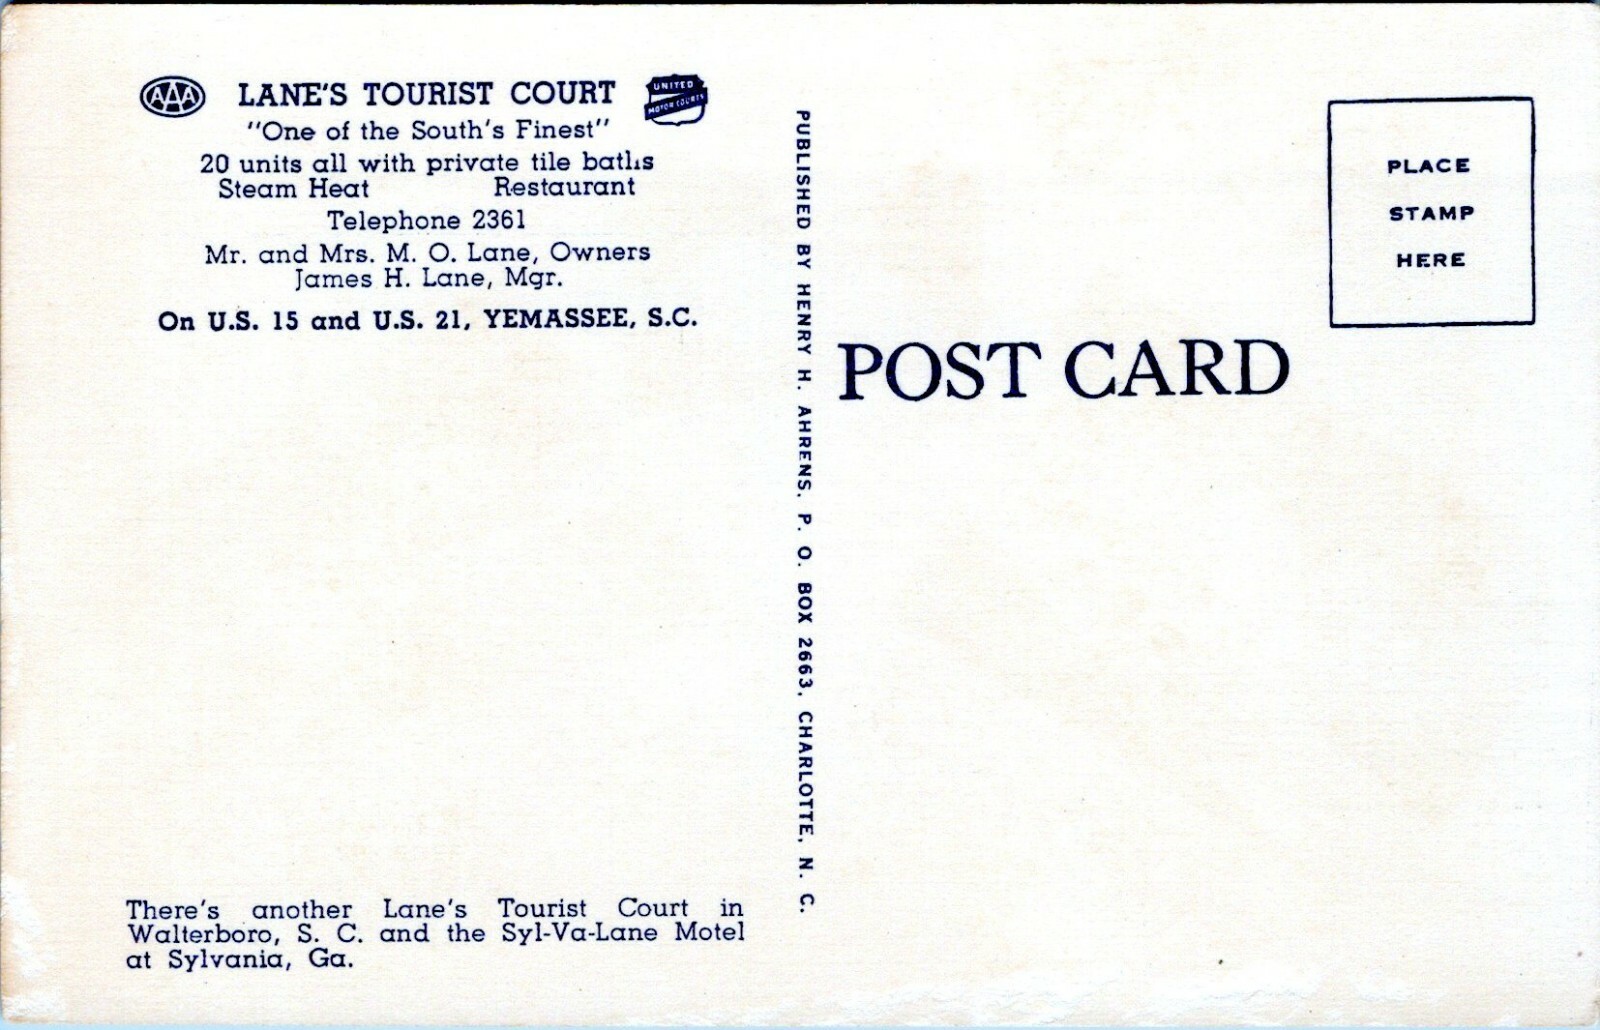 AAA
LANE'S TOURIST COURT
UNITED
MOTOR COURTS
"One of the South's Finest"
20 units all with private tile baths
Steam Heat Restaurant
Telephone 2361
Mr. and Mrs. M. O. Lane, Owners
James H. Lane, Mgr.
On U.S. 15 and U.S. 21, YEMASSEE, S.C.
There's another Lane's Tourist Court in
Walterboro, S. C. and the Syl-Va-Lane Motel
at Sylvania, Ga.
PUBLISHED BY HENRY H. AHRENS, P. O. BOX 2663, CHARLOTTE, N. C.
POST CARD
PLACE
STAMP
HERE